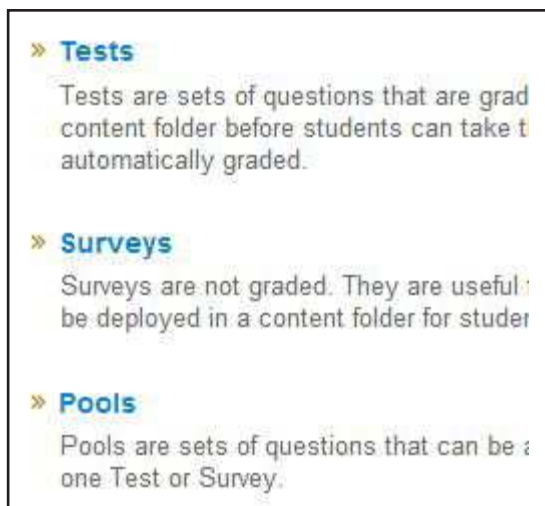 » Tests
Tests are sets of questions that are grad
content folder before students can take t
automatically graded.
» Surveys
Surveys are not graded. They are useful
be deployed in a content folder for studen
» Pools
Pools are sets of questions that can be a
one Test or Survey.